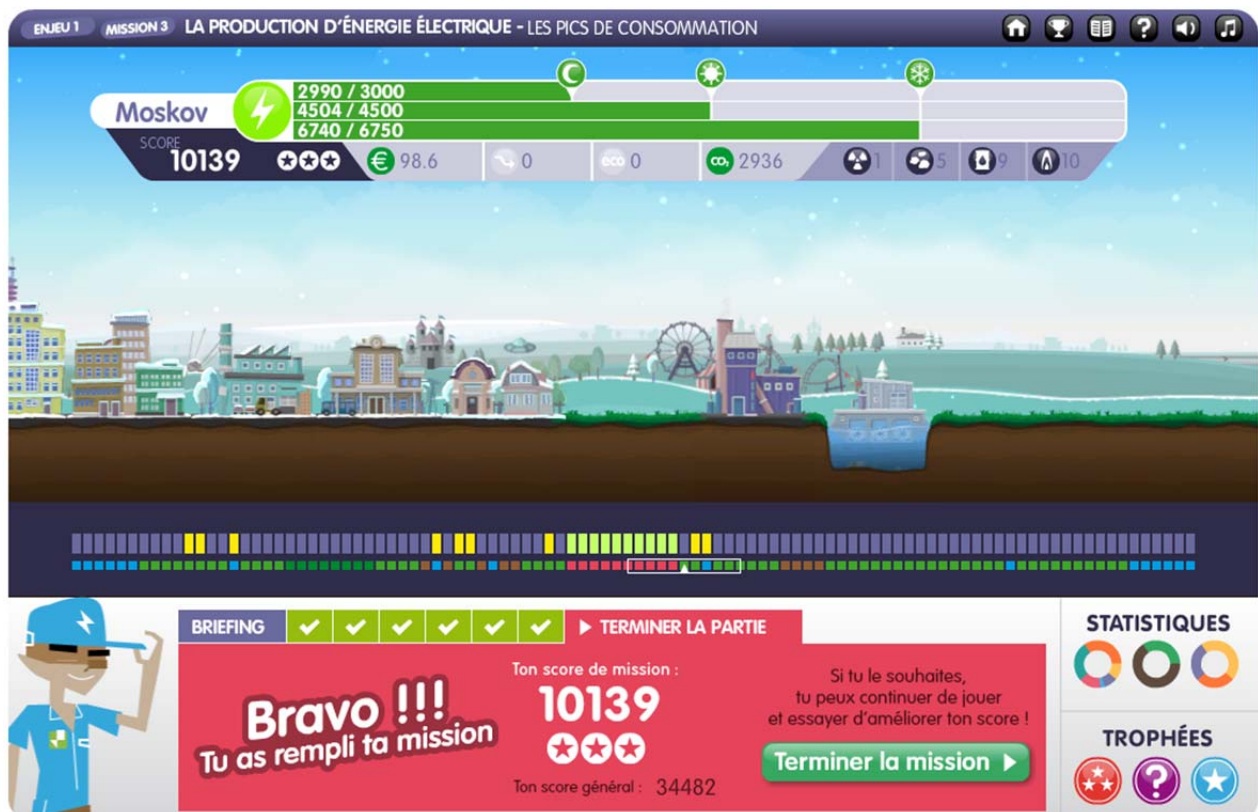 ENJEU 1 MISSION 3 LA PRODUCTION D'ÉNERGIE ÉLECTRIQUE - LES PICS DE CONSOMMATION
2990 / 3000
Moskov 4504 / 4500
6740 / 6750
SCORE
10139 € 98.6 0 eco 0 CO₂ 2936 1 5 9 10
BRIEFING TERMINER LA PARTIE
Bravo !!!
Tu as rempli ta mission
Ton score de mission :
10139
Ton score général : 34482
Si tu le souhaites,
tu peux continuer de jouer
et essayer d'améliorer ton score !
Terminer la mission
STATISTIQUES
TROPHÉES
?